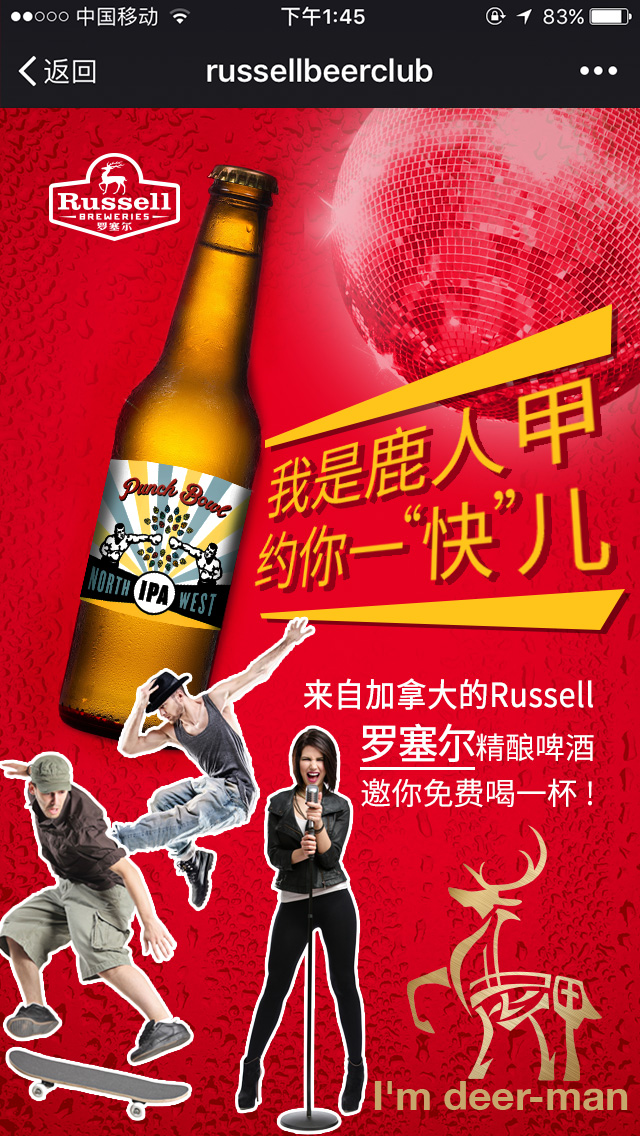 中国移动 下午1:45 83%
返回 russellbeerclub
Russell
BREWERIES
罗塞尔
Punch Bowl
NORTH IPA WEST
我是鹿人甲
约你一“快”儿
来自加拿大的Russell
罗塞尔精酿啤酒
邀你免费喝一杯！
甲
I'm deer-man